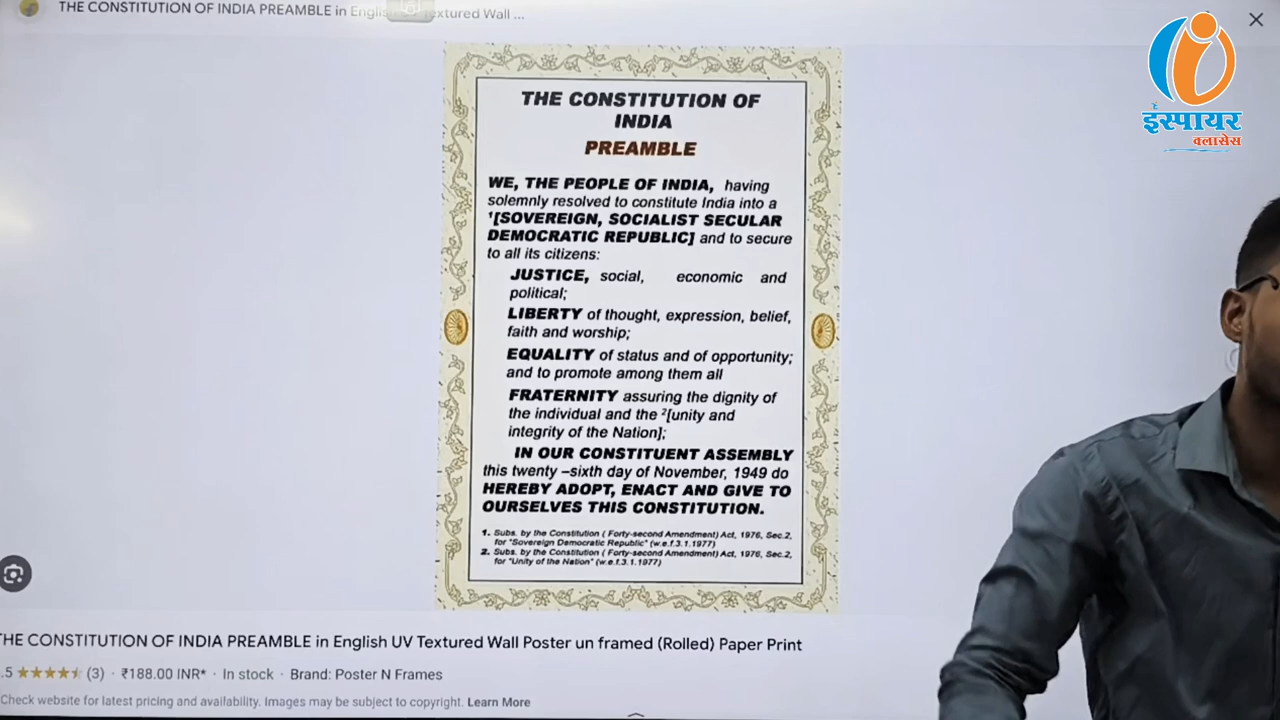 THE CONSTITUTION OF INDIA PREAMBLE in English UV Textured Wall ...
हे
इंस्पायर
क्लासेस
THE CONSTITUTION OF
INDIA
PREAMBLE
WE, THE PEOPLE OF INDIA, having
solemnly resolved to constitute India into a
¹[SOVEREIGN, SOCIALIST SECULAR
DEMOCRATIC REPUBLIC] and to secure
to all its citizens:
JUSTICE, social, economic and
political;
LIBERTY of thought, expression, belief,
faith and worship;
EQUALITY of status and of opportunity;
and to promote among them all
FRATERNITY assuring the dignity of
the individual and the ²[unity and
integrity of the Nation];
IN OUR CONSTITUENT ASSEMBLY
this twenty –sixth day of November, 1949 do
HEREBY ADOPT, ENACT AND GIVE TO
OURSELVES THIS CONSTITUTION.
1. Subs. by the Constitution ( Forty-second Amendment) Act, 1976, Sec.2,
for "Sovereign Democratic Republic" (w.e.f.3.1.1977)
2. Subs. by the Constitution ( Forty-second Amendment) Act, 1976, Sec.2,
for "Unity of the Nation" (w.e.f.3.1.1977)
THE CONSTITUTION OF INDIA PREAMBLE in English UV Textured Wall Poster un framed (Rolled) Paper Print
.5 ★★★★★ (3) · ₹188.00 INR* · In stock · Brand: Poster N Frames
Check website for latest pricing and availability. Images may be subject to copyright. Learn More